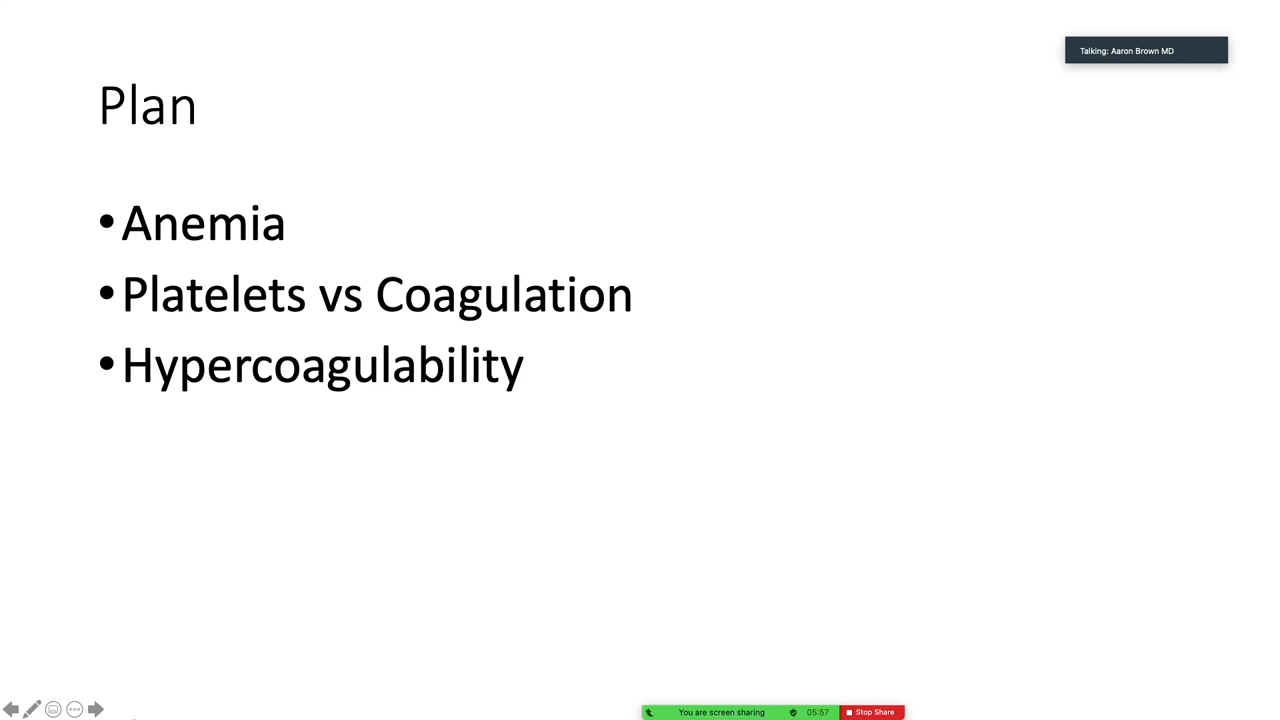 Talking: Aaron Brown MD
Plan
•Anemia
•Platelets vs Coagulation
•Hypercoagulability
You are screen sharing 05:57 Stop Share